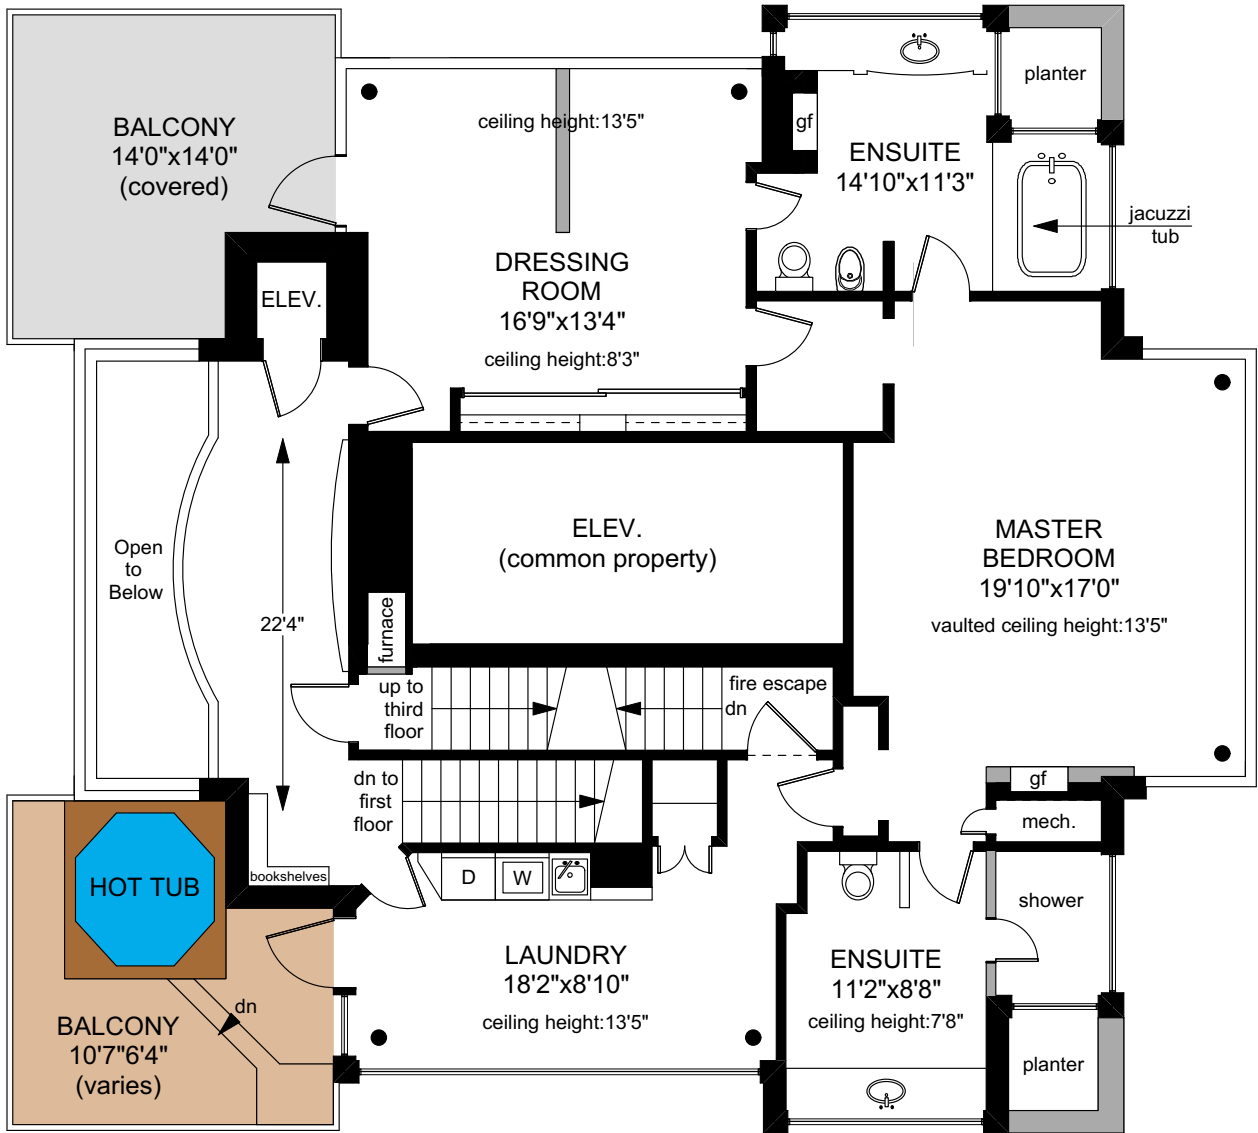 BALCONY
14'0"x14'0"
(covered)
ceiling height:13'5"
gf
ENSUITE
14'10"x11'3"
planter
jacuzzi
tub
ELEV.
DRESSING
ROOM
16'9"x13'4"
ceiling height:8'3"
Open
to
Below
22'4"
ELEV.
(common property)
MASTER
BEDROOM
19'10"x17'0"
vaulted ceiling height:13'5"
furnace
up to
third
floor
fire escape
dn
dn to
first
floor
gf
mech.
HOT TUB
bookshelves
D
W
shower
LAUNDRY
18'2"x8'10"
ceiling height:13'5"
ENSUITE
11'2"x8'8"
ceiling height:7'8"
dn
BALCONY
10'7"6'4"
(varies)
planter